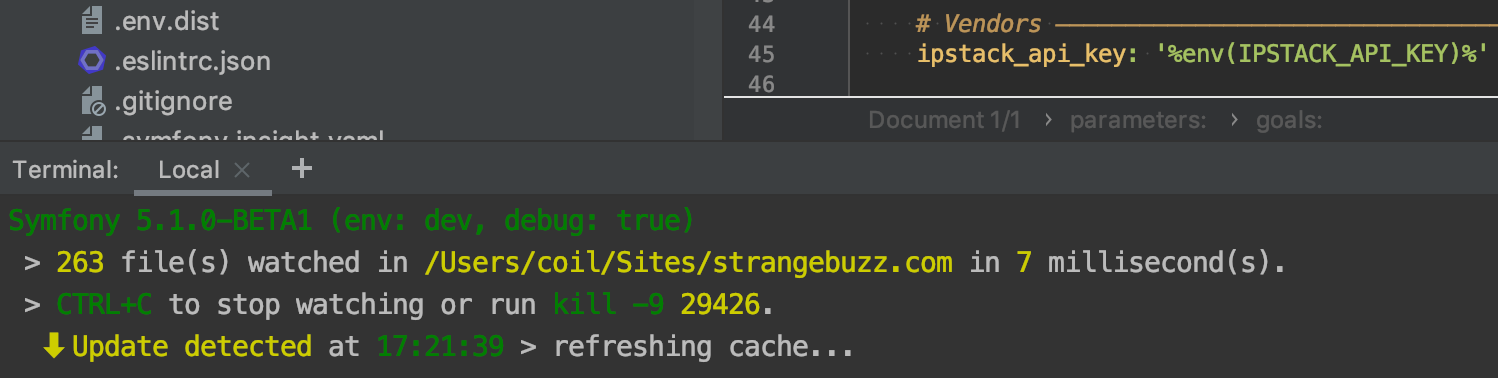 .env.dist
.eslintrc.json
.gitignore
.symfony.insight.yaml
44 # Vendors
45 ipstack_api_key: '%env(IPSTACK_API_KEY)%'
46
Document 1/1 › parameters: › goals:
Terminal: Local × +
Symfony 5.1.0-BETA1 (env: dev, debug: true)
> 263 file(s) watched in /Users/coil/Sites/strangebuzz.com in 7 millisecond(s).
> CTRL+C to stop watching or run kill -9 29426.
⬇Update detected at 17:21:39 > refreshing cache...